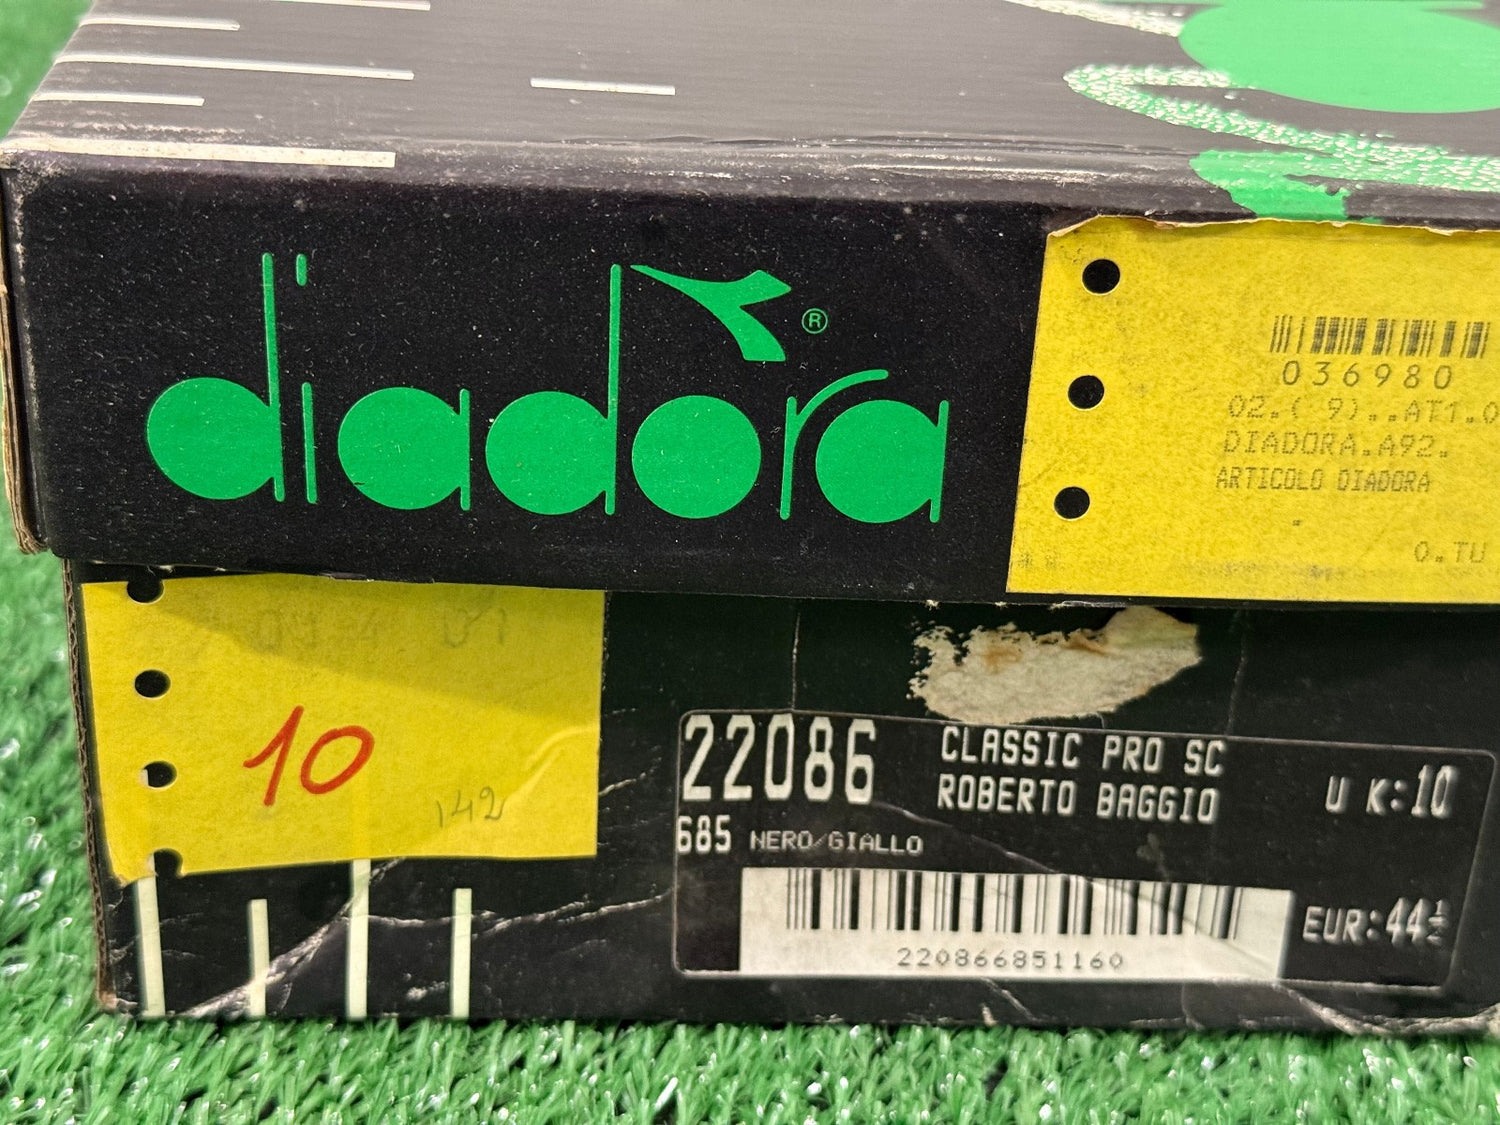 diadora®
036980
02.( 9)..AT1.0
DIADORA.A92.
ARTICOLO DIADORA
0.TU
10
142
22086
CLASSIC PRO SC
ROBERTO BAGGIO
U K:10
685 NERO/GIALLO
EUR:44½
220866851160